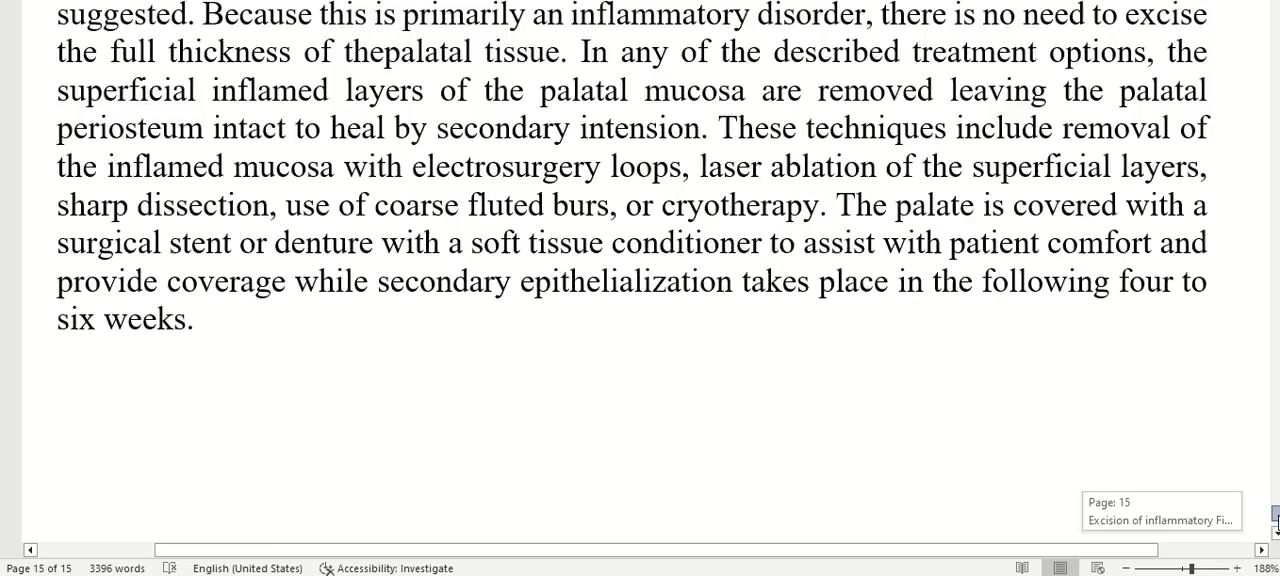 suggested. Because this is primarily an inflammatory disorder, there is no need to excise
the full thickness of thepalatal tissue. In any of the described treatment options, the
superficial inflamed layers of the palatal mucosa are removed leaving the palatal
periosteum intact to heal by secondary intension. These techniques include removal of
the inflamed mucosa with electrosurgery loops, laser ablation of the superficial layers,
sharp dissection, use of coarse fluted burs, or cryotherapy. The palate is covered with a
surgical stent or denture with a soft tissue conditioner to assist with patient comfort and
provide coverage while secondary epithelialization takes place in the following four to
six weeks.
Page: 15
Excision of inflammatory Fi...
Page 15 of 15 3396 words English (United States) Accessibility: Investigate 188%